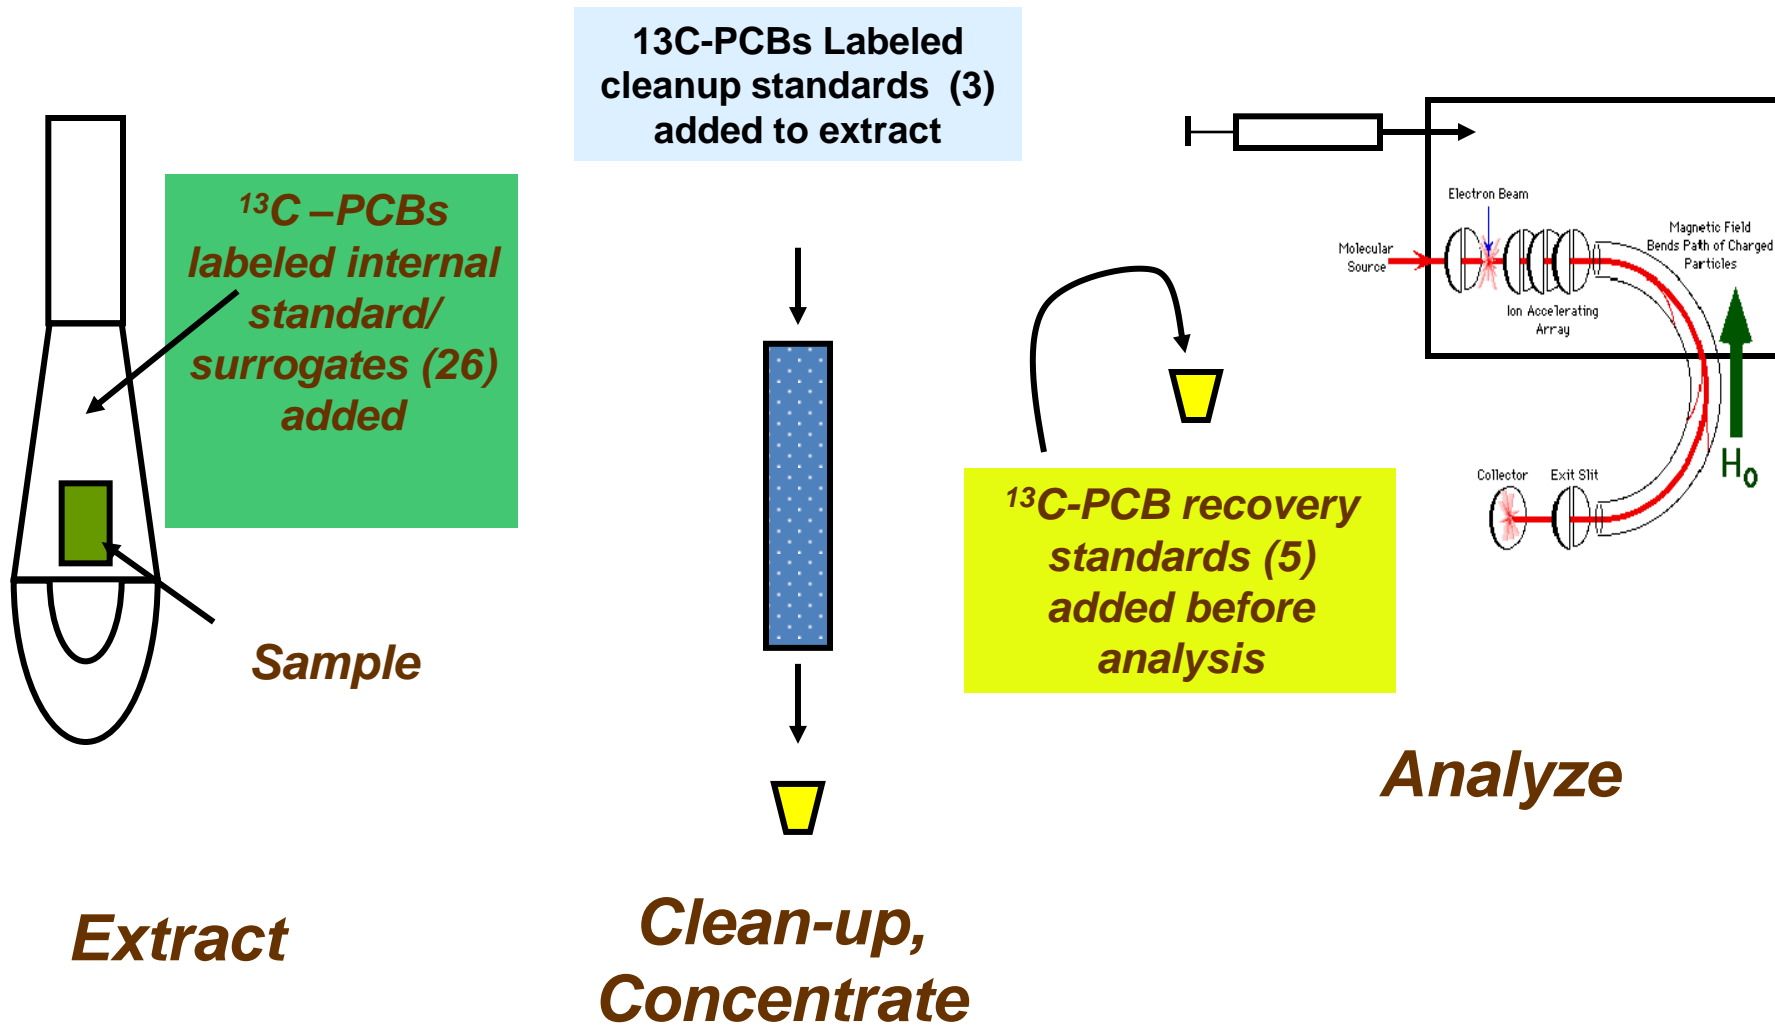 13C-PCBs Labeled
cleanup standards (3)
added to extract
¹³C –PCBs
labeled internal
standard/
surrogates (26)
added
Sample
Extract
Clean-up,
Concentrate
¹³C-PCB recovery
standards (5)
added before
analysis
Electron Beam
Molecular
Source
Magnetic Field
Bends Path of Charged
Particles
Ion Accelerating
Array
H₀
Collector
Exit Slit
Analyze